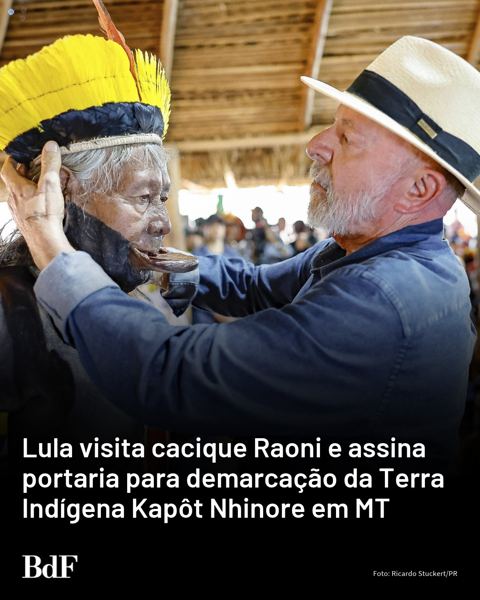 Lula visita cacique Raoni e assina
portaria para demarcação da Terra
Indígena Kapôt Nhinore em MT
BdF
Foto: Ricardo Stuckert/PR